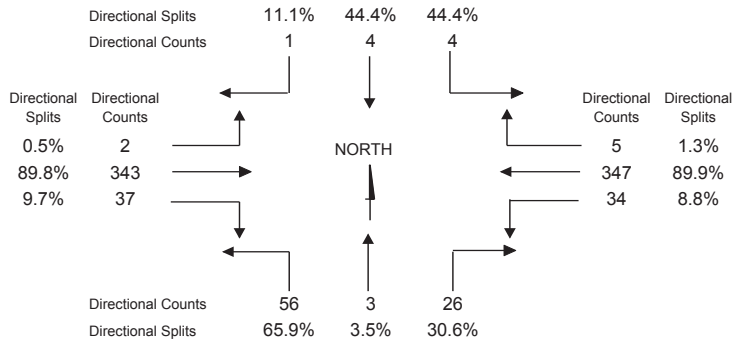 Directional Splits 11.1% 44.4% 44.4%
Directional Counts 1 4 4
Directional Directional Directional Directional
Splits Counts Counts Splits
0.5% 2 5 1.3%
NORTH
89.8% 343 347 89.9%
9.7% 37 34 8.8%
Directional Counts 56 3 26
Directional Splits 65.9% 3.5% 30.6%